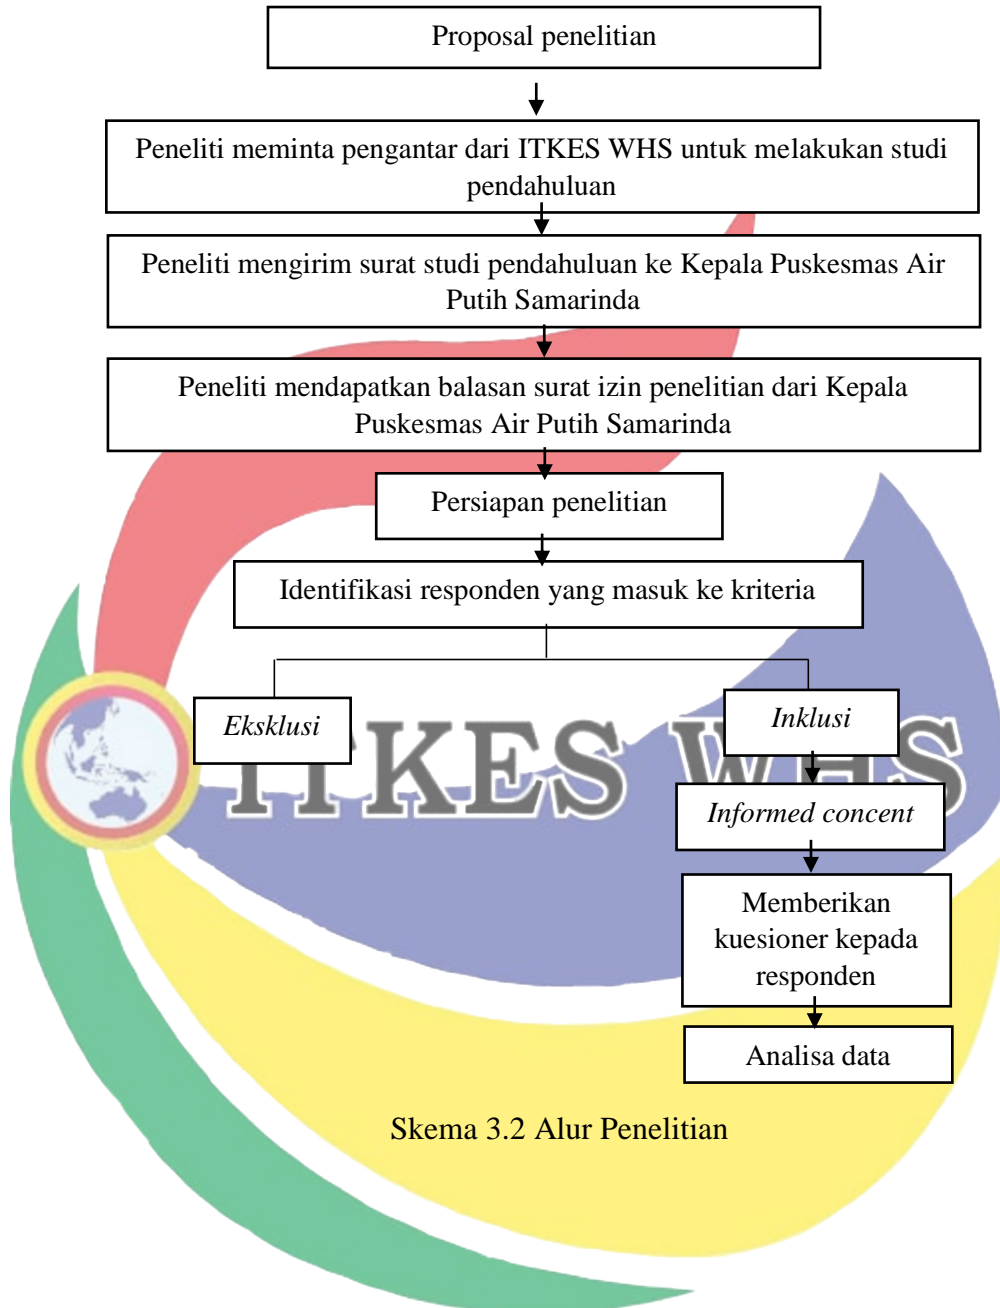 Proposal penelitian
Peneliti meminta pengantar dari ITKES WHS untuk melakukan studi
pendahuluan
Peneliti mengirim surat studi pendahuluan ke Kepala Puskesmas Air
Putih Samarinda
Peneliti mendapatkan balasan surat izin penelitian dari Kepala
Puskesmas Air Putih Samarinda
Persiapan penelitian
Identifikasi responden yang masuk ke kriteria
Eksklusi
Inklusi
ITKES WHS
Informed concent
Memberikan
kuesioner kepada
responden
Analisa data
Skema 3.2 Alur Penelitian